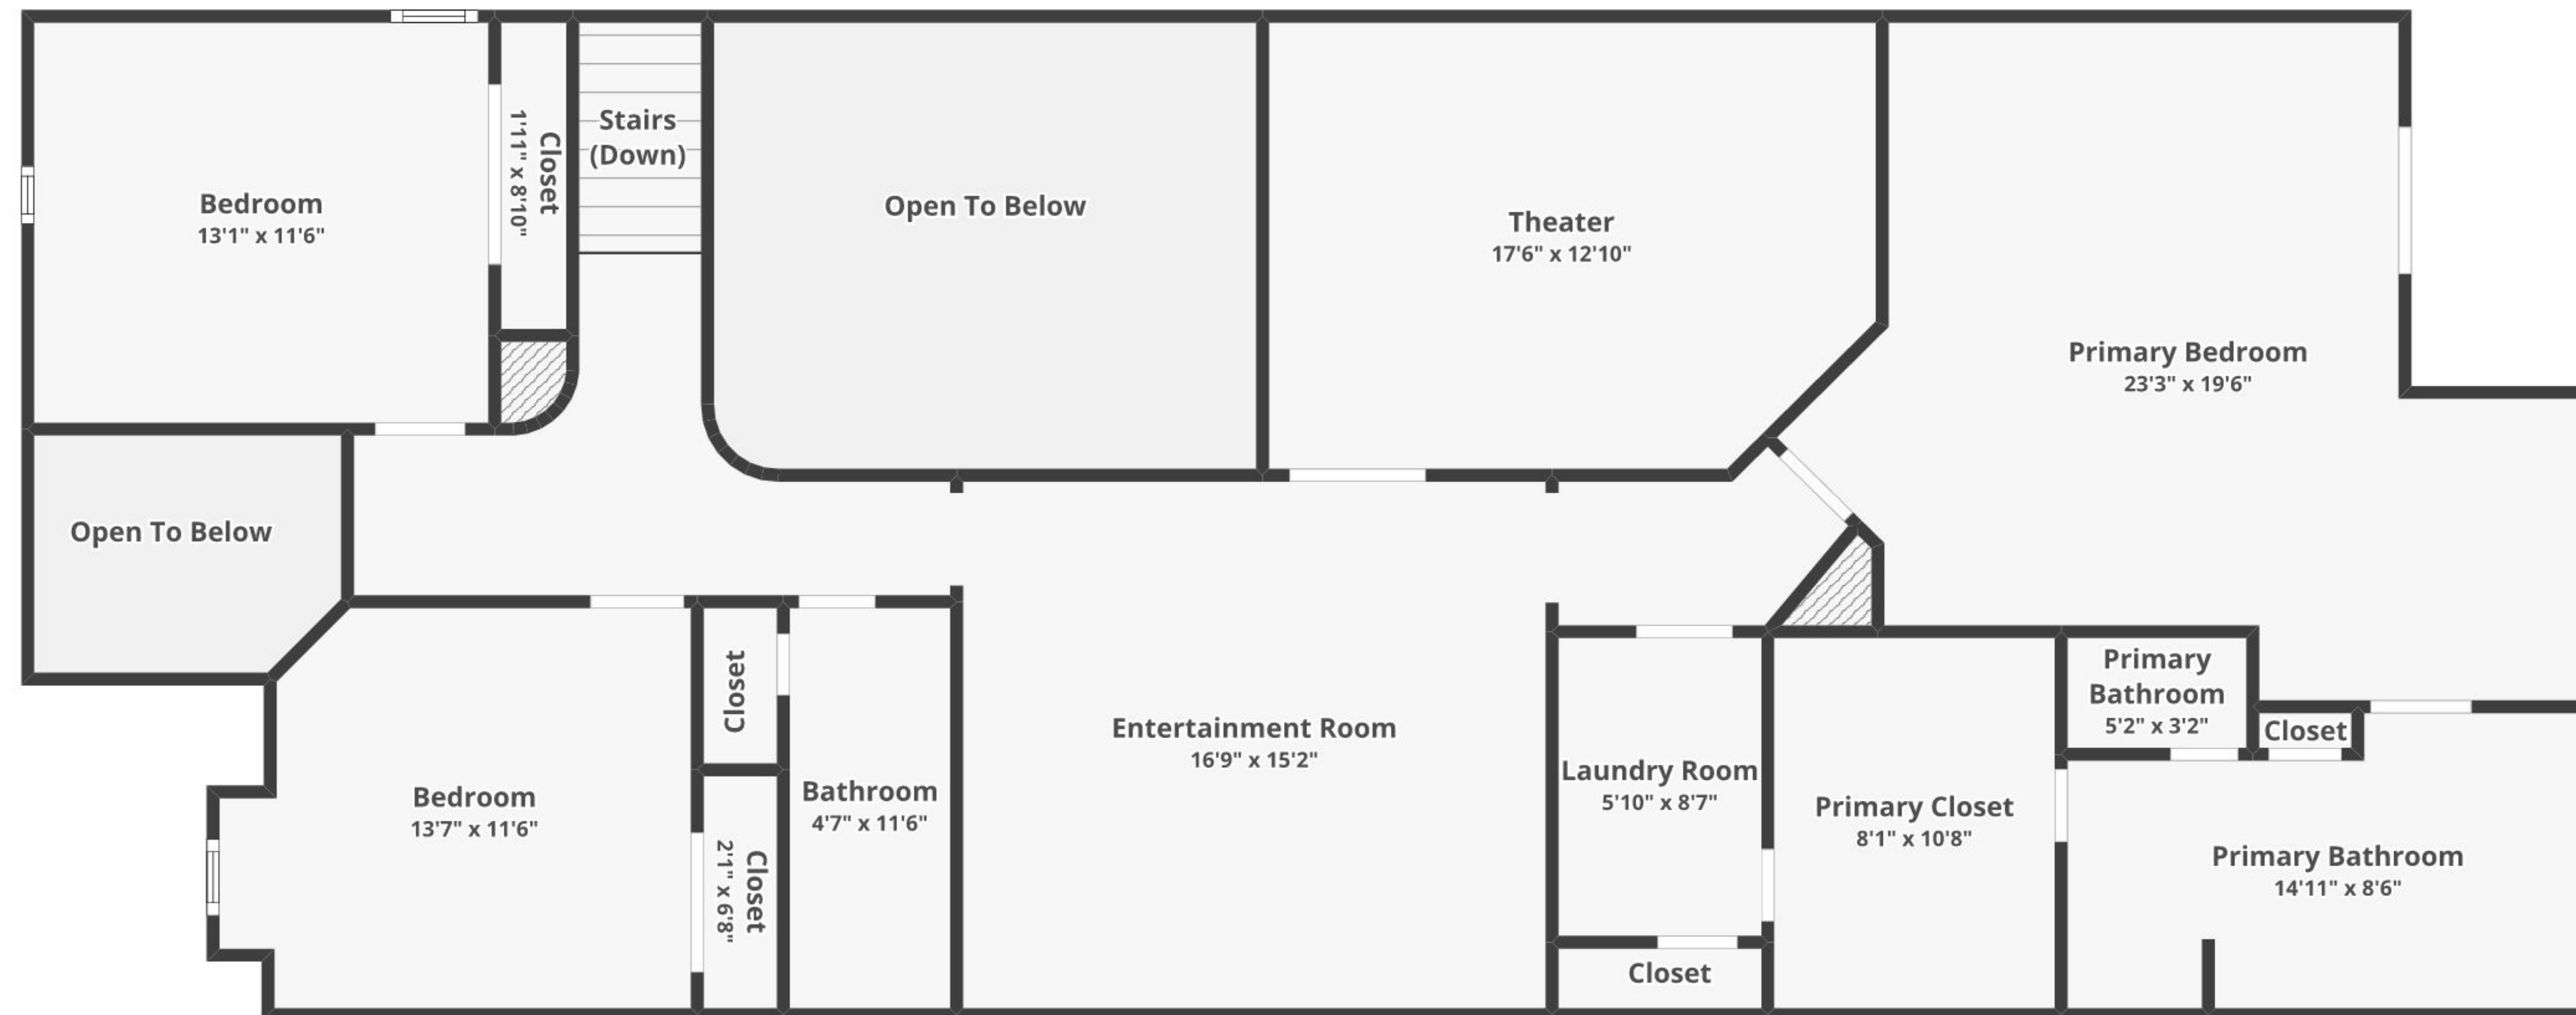 Bedroom
13'1" x 11'6"
Closet
1'11" x 8'10"
Stairs
(Down)
Open To Below
Theater
17'6" x 12'10"
Primary Bedroom
23'3" x 19'6"
Open To Below
Bedroom
13'7" x 11'6"
Closet
Closet
2'1" x 6'8"
Bathroom
4'7" x 11'6"
Entertainment Room
16'9" x 15'2"
Laundry Room
5'10" x 8'7"
Closet
Primary Closet
8'1" x 10'8"
Primary
Bathroom
5'2" x 3'2"
Closet
Primary Bathroom
14'11" x 8'6"